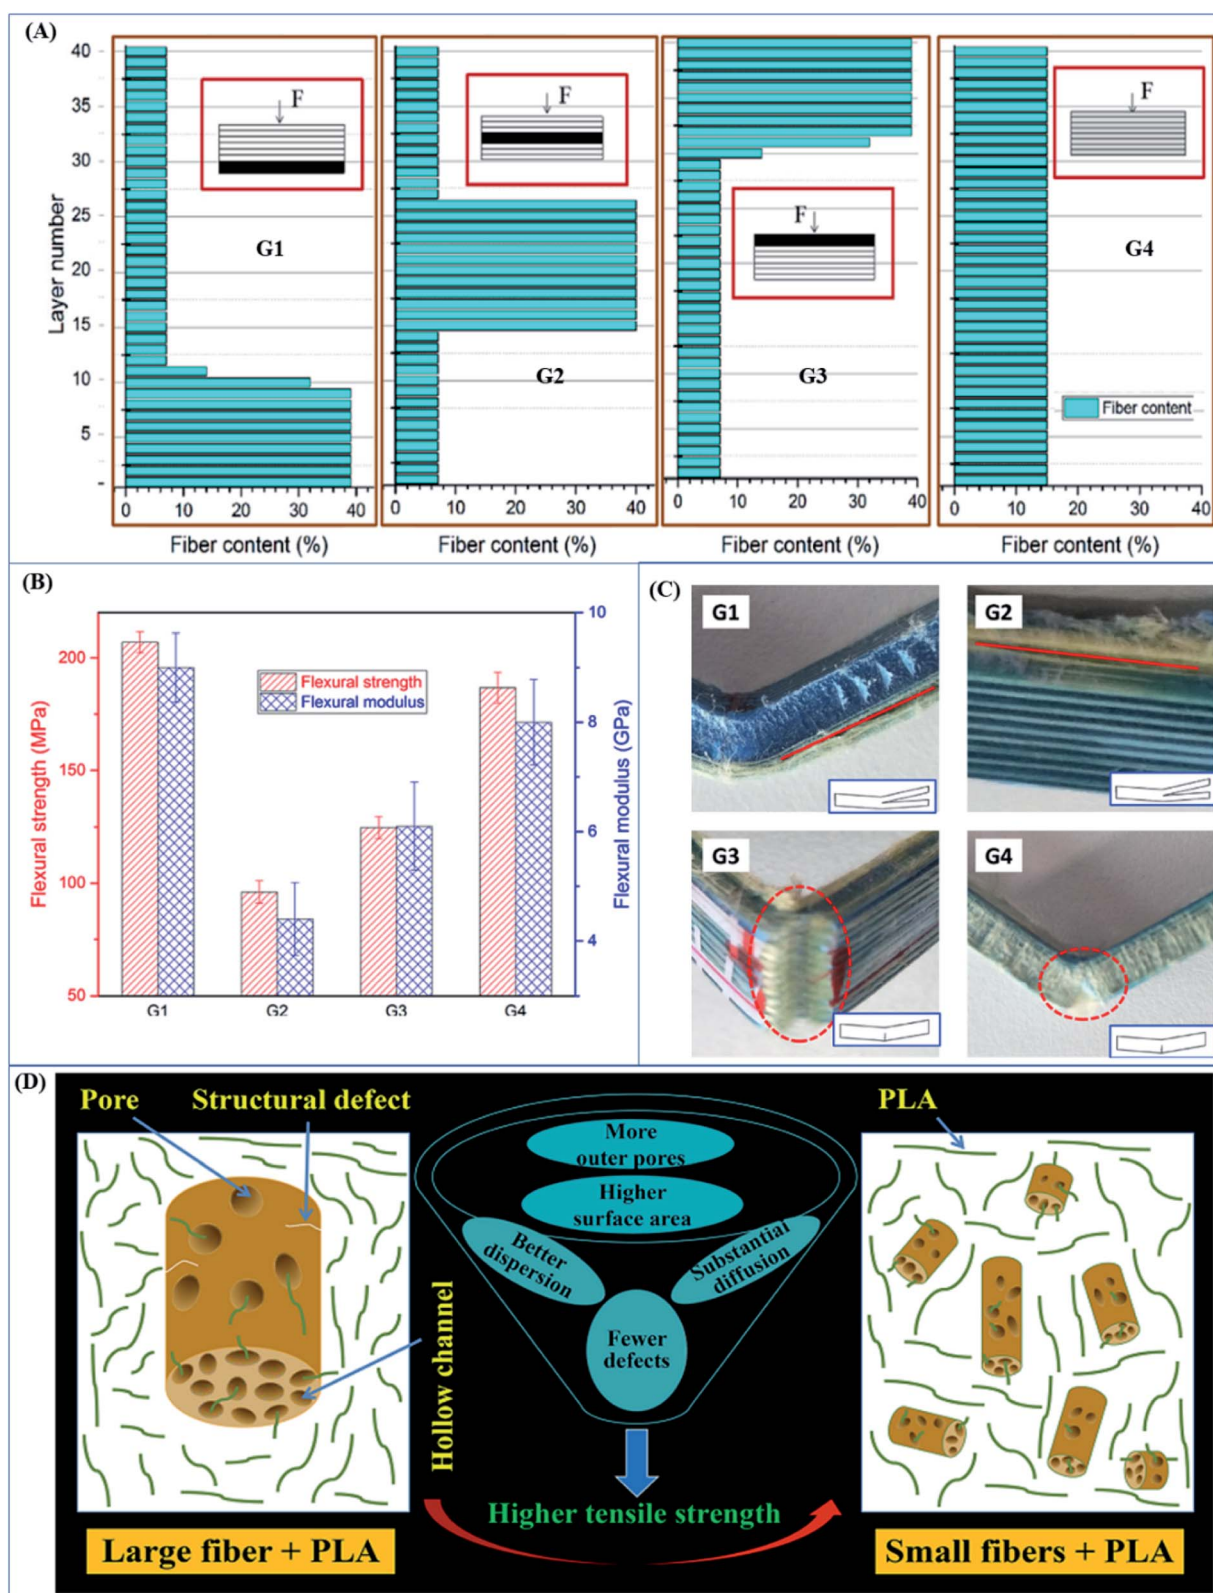 (A)
Layer number
40
35
30
25
20
15
10
5
F
G1
0 10 20 30 40
Fiber content (%)
F
G2
0 10 20 30 40
Fiber content (%)
F
G3
0 10 20 30 40
Fiber content (%)
F
G4
Fiber content
0 10 20 30 40
Fiber content (%)
(B)
Flexural strength (MPa)
200
150
100
50
Flexural strength
Flexural modulus
10
8
6
4
Flexural modulus (GPa)
G1 G2 G3 G4
(C)
G1
G2
G3
G4
(D)
Pore
Structural defect
Hollow channel
Large fiber + PLA
More
outer pores
Higher
surface area
Better
dispersion
Substantial
diffusion
Fewer
defects
Higher tensile strength
PLA
Small fibers + PLA